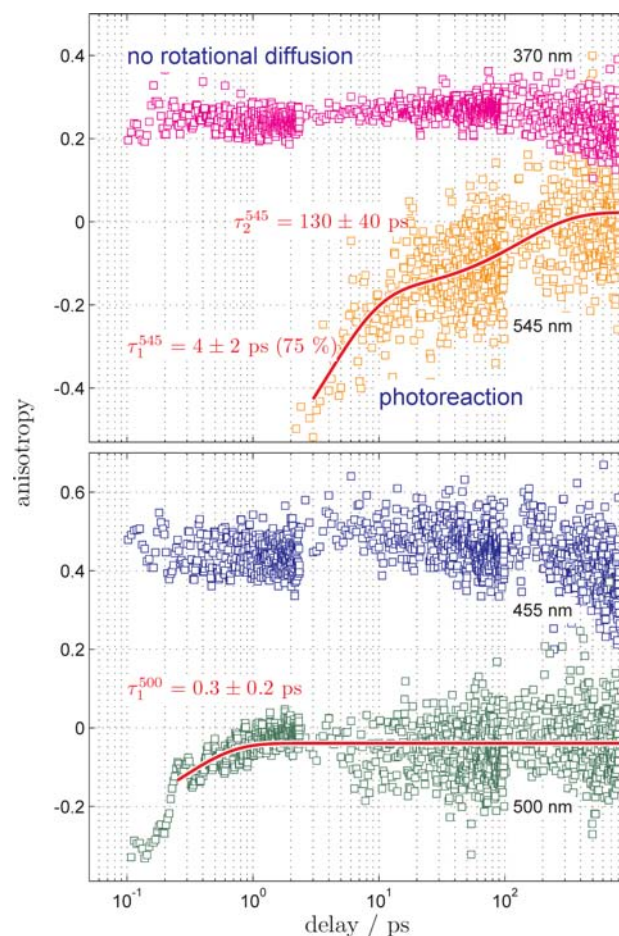 0.4
no rotational diffusion
370 nm
0.2
0
τ₂⁵⁴⁵ = 130 ± 40 ps
-0.2
545 nm
τ₁⁵⁴⁵ = 4 ± 2 ps (75 %)
-0.4
photoreaction
anisotropy
0.6
0.4
455 nm
0.2
τ₁⁵⁰⁰ = 0.3 ± 0.2 ps
0
-0.2
500 nm
10⁻¹ 10⁰ 10¹ 10²
delay / ps